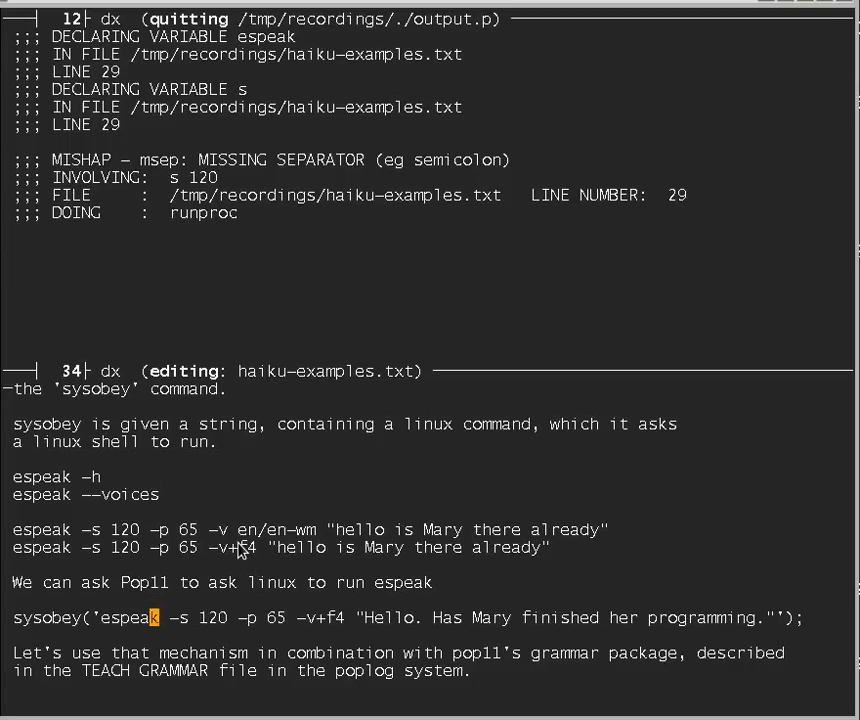 12 dx (quitting /tmp/recordings/./output.p)
;;; DECLARING VARIABLE espeak
;;; IN FILE /tmp/recordings/haiku-examples.txt
;;; LINE 29
;;; DECLARING VARIABLE s
;;; IN FILE /tmp/recordings/haiku-examples.txt
;;; LINE 29
;;; MISHAP - msep: MISSING SEPARATOR (eg semicolon)
;;; INVOLVING: s 120
;;; FILE : /tmp/recordings/haiku-examples.txt LINE NUMBER: 29
;;; DOING : runproc
34 dx (editing: haiku-examples.txt)
-the 'sysobey' command.
sysobey is given a string, containing a linux command, which it asks
a linux shell to run.
espeak -h
espeak --voices
espeak -s 120 -p 65 -v en/en-wm "hello is Mary there already"
espeak -s 120 -p 65 -v+f4 "hello is Mary there already"
We can ask Pop11 to ask linux to run espeak
sysobey('espeak -s 120 -p 65 -v+f4 "Hello. Has Mary finished her programming."');
Let's use that mechanism in combination with pop11's grammar package, described
in the TEACH GRAMMAR file in the poplog system.